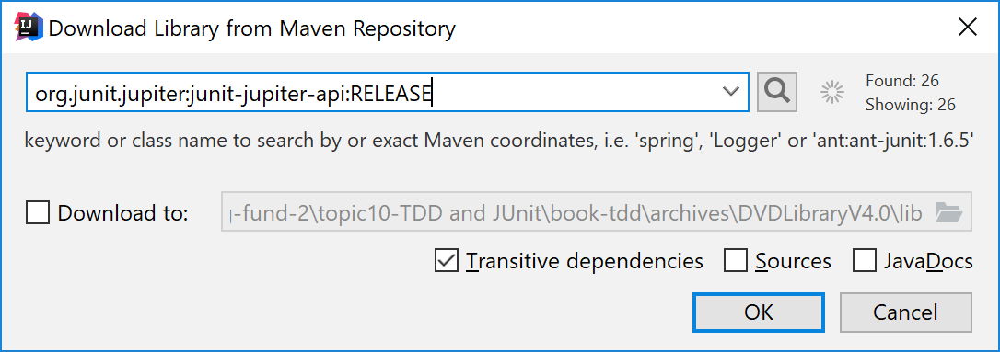 IJ
Download Library from Maven Repository
org.junit.jupiter:junit-jupiter-api:RELEASE
Found: 26
Showing: 26
keyword or class name to search by or exact Maven coordinates, i.e. 'spring', 'Logger' or 'ant:ant-junit:1.6.5'
Download to:
-fund-2\topic10-TDD and JUnit\book-tdd\archives\DVDLibraryV4.0\lib
Transitive dependencies
Sources
JavaDocs
OK
Cancel